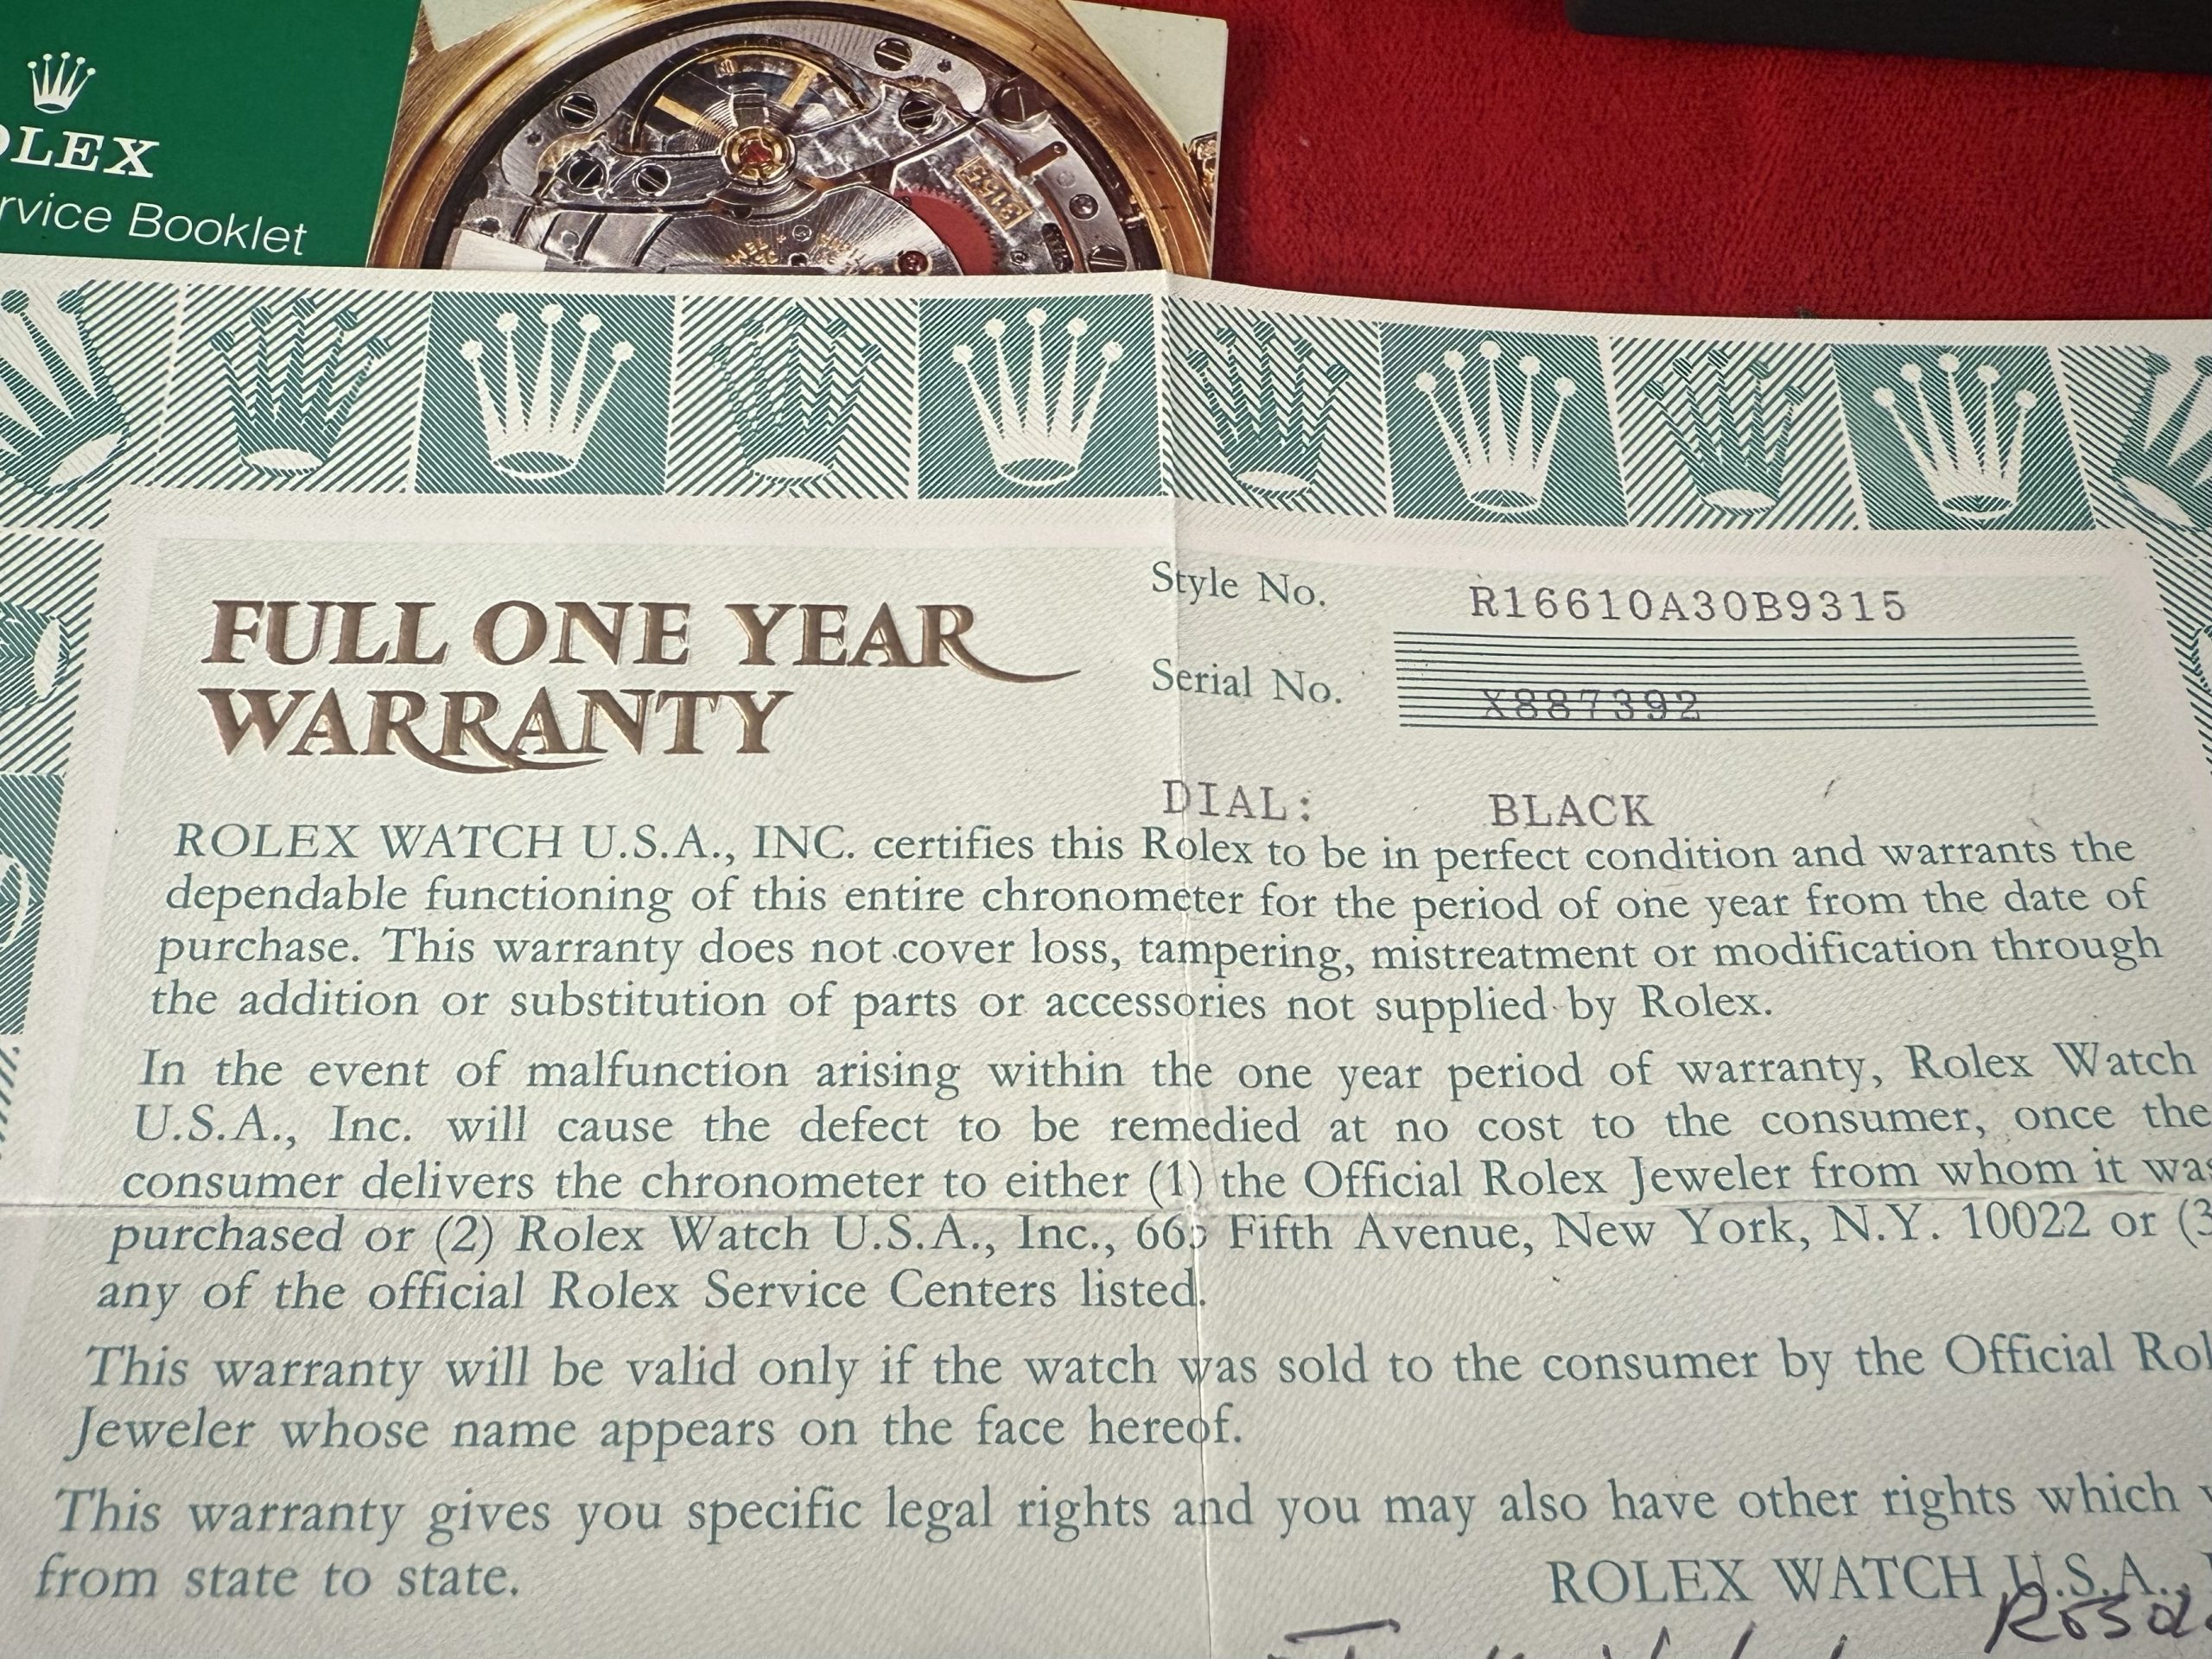 OLEX
rvice Booklet
3155
FULL ONE YEAR
WARRANTY
Style No. R16610A30B9315
Serial No. X887392
DIAL: BLACK
ROLEX WATCH U.S.A., INC. certifies this Rolex to be in perfect condition and warrants the
dependable functioning of this entire chronometer for the period of one year from the date of
purchase. This warranty does not cover loss, tampering, mistreatment or modification through
the addition or substitution of parts or accessories not supplied by Rolex.
In the event of malfunction arising within the one year period of warranty, Rolex Watch
U.S.A., Inc. will cause the defect to be remedied at no cost to the consumer, once the
consumer delivers the chronometer to either (1) the Official Rolex Jeweler from whom it was
purchased or (2) Rolex Watch U.S.A., Inc., 665 Fifth Avenue, New York, N.Y. 10022 or (3
any of the official Rolex Service Centers listed.
This warranty will be valid only if the watch was sold to the consumer by the Official Rol
Jeweler whose name appears on the face hereof.
This warranty gives you specific legal rights and you may also have other rights which
from state to state.
ROLEX WATCH U.S.A.,